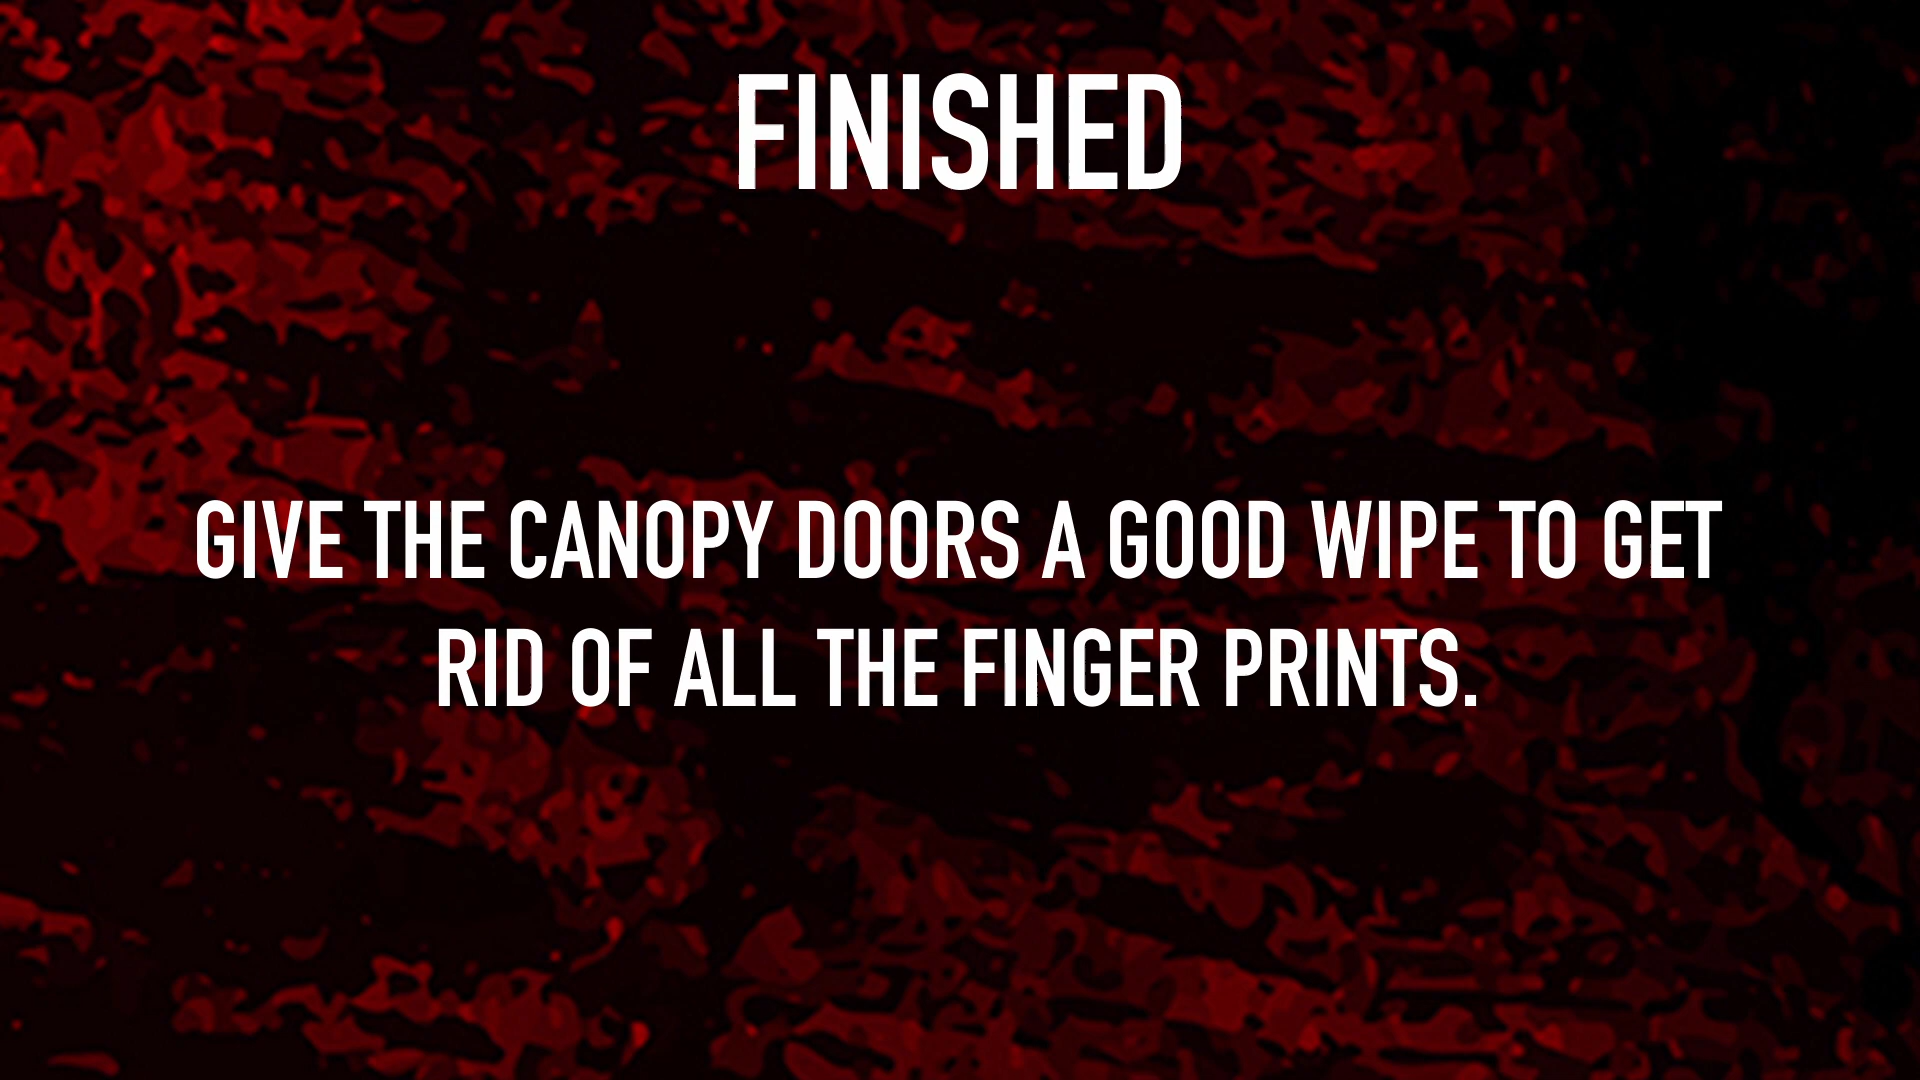 FINISHED
GIVE THE CANOPY DOORS A GOOD WIPE TO GET
RID OF ALL THE FINGER PRINTS.